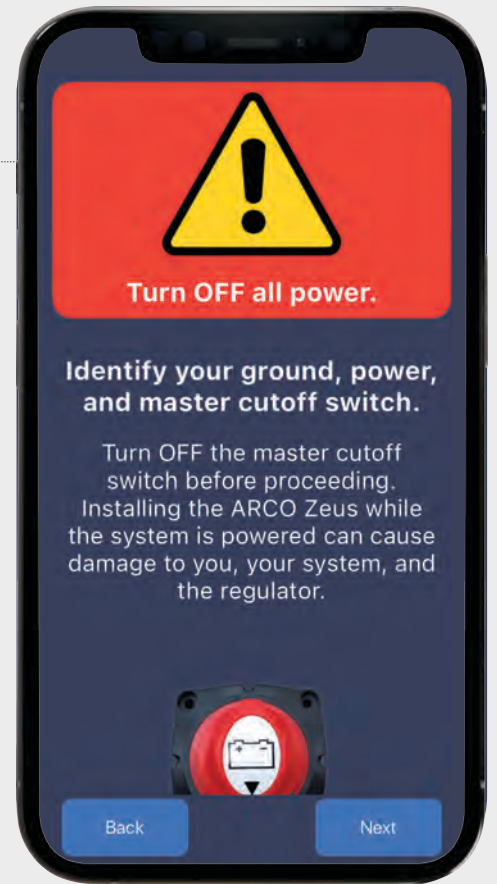 Turn OFF all power.
Identify your ground, power,
and master cutoff switch.
Turn OFF the master cutoff
switch before proceeding.
Installing the ARCO Zeus while
the system is powered can cause
damage to you, your system, and
the regulator.
Back
Next